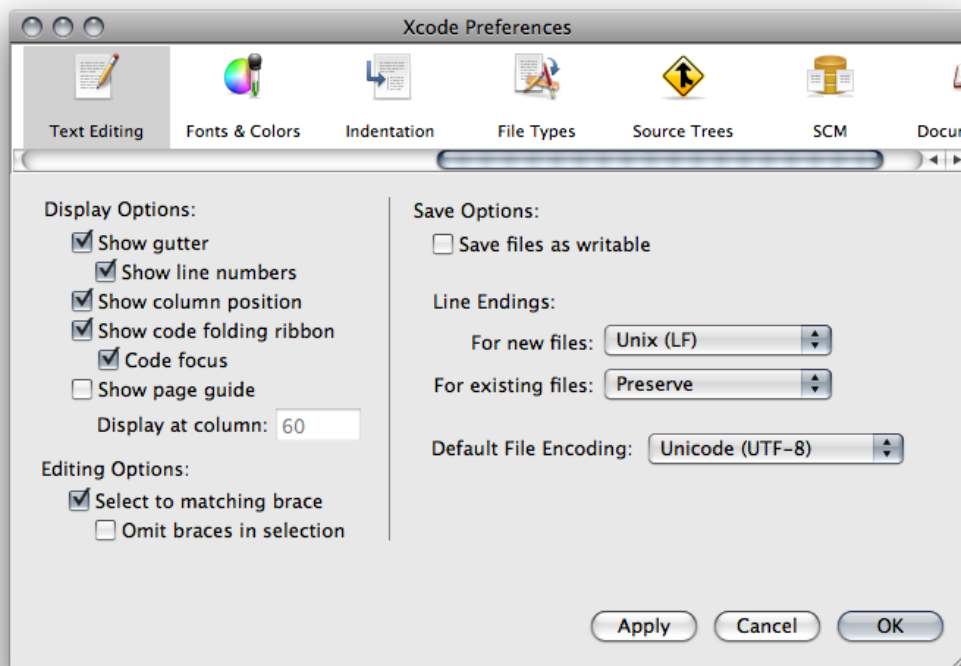 Xcode Preferences
Text Editing
Fonts & Colors
Indentation
File Types
Source Trees
SCM
Docum
Display Options:
Show gutter
Show line numbers
Show column position
Show code folding ribbon
Code focus
Show page guide
Display at column: 60
Editing Options:
Select to matching brace
Omit braces in selection
Save Options:
Save files as writable
Line Endings:
For new files: Unix (LF)
For existing files: Preserve
Default File Encoding: Unicode (UTF-8)
Apply
Cancel
OK